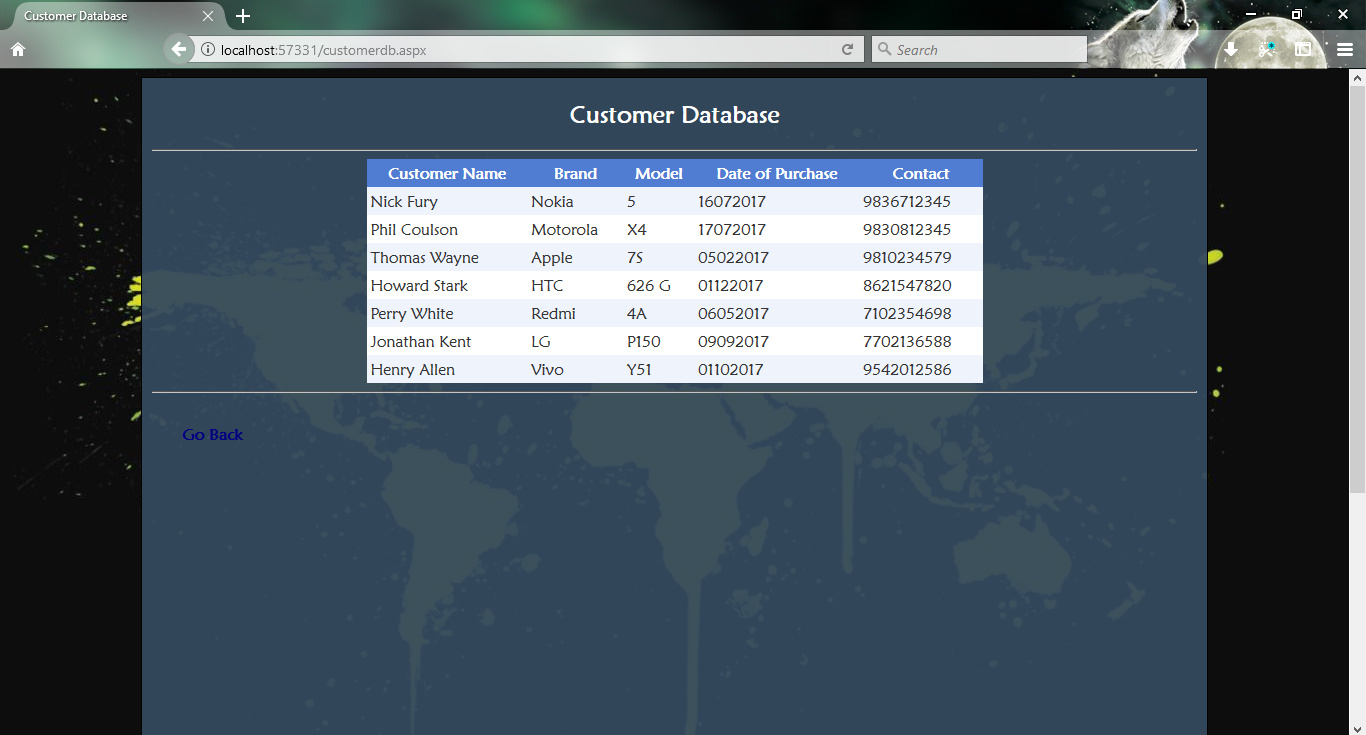 Customer Database
localhost:57331/customerdb.aspx
Search
Customer Database
Customer Name Brand Model Date of Purchase Contact
Nick Fury Nokia 5 16072017 9836712345
Phil Coulson Motorola X4 17072017 9830812345
Thomas Wayne Apple 7S 05022017 9810234579
Howard Stark HTC 626 G 01122017 8621547820
Perry White Redmi 4A 06052017 7102354698
Jonathan Kent LG P150 09092017 7702136588
Henry Allen Vivo Y51 01102017 9542012586
Go Back